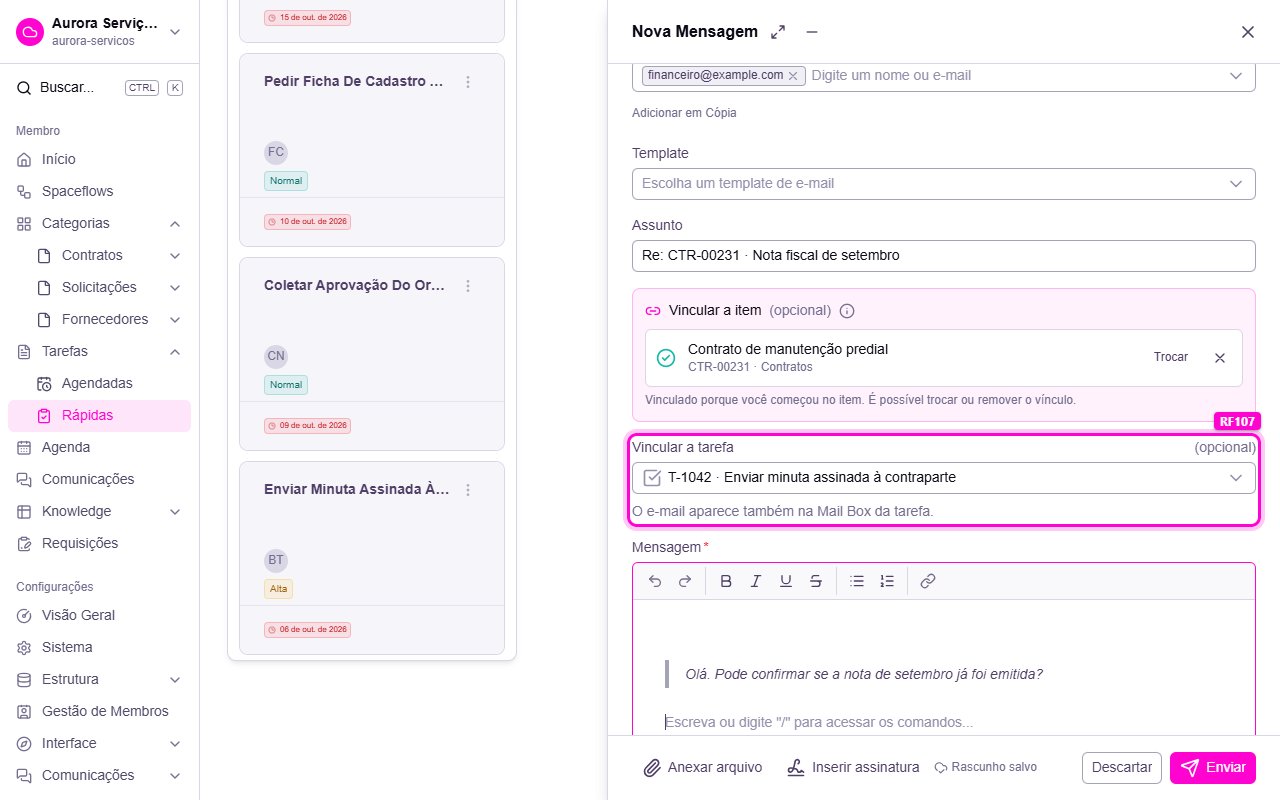 Aurora Serviç...
aurora-servicos
Buscar... CTRL K
Membro
Início
Spaceflows
Categorias
Contratos
Solicitações
Fornecedores
Tarefas
Agendadas
Rápidas
Agenda
Comunicações
Knowledge
Requisições
Configurações
Visão Geral
Sistema
Estrutura
Gestão de Membros
Interface
Comunicações
15 de out. de 2026
Pedir Ficha De Cadastro ...
FC
Normal
10 de out. de 2026
Coletar Aprovação Do Or...
CN
Normal
09 de out. de 2026
Enviar Minuta Assinada À...
BT
Alta
06 de out. de 2026
Nova Mensagem
financeiro@example.com Digite um nome ou e-mail
Adicionar em Cópia
Template
Escolha um template de e-mail
Assunto
Re: CTR-00231 · Nota fiscal de setembro
Vincular a item (opcional)
Contrato de manutenção predial
CTR-00231 · Contratos
Trocar
Vinculado porque você começou no item. É possível trocar ou remover o vínculo.
RF107
Vincular a tarefa (opcional)
T-1042 · Enviar minuta assinada à contraparte
O e-mail aparece também na Mail Box da tarefa.
Mensagem *
B I U S
Olá. Pode confirmar se a nota de setembro já foi emitida?
Escreva ou digite "/" para acessar os comandos...
Anexar arquivo Inserir assinatura Rascunho salvo Descartar Enviar